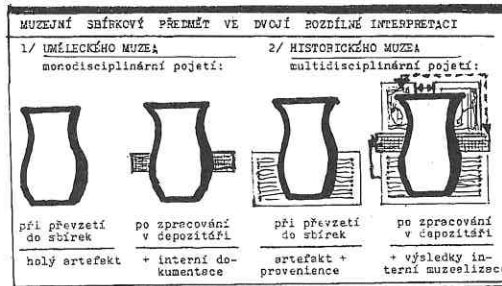 MUZEJNÍ SBÍRKOVÝ PŘEDMĚT VE DVOJÍ ROZDÍLNÉ INTERPRETACI
1/ UMĚLECKÉHO MUZEA
monodisciplinární pojetí:
2/ HISTORICKÉHO MUZEA
multidisciplinární pojetí:
při převzetí
do sbírek
holý artefakt
po zpracování
v depozitáři
+ interní do-
kumentace
při převzetí
do sbírek
artefakt +
provenience
po zpracování
v depozitáři
+ výsledky in-
terní muzealizace